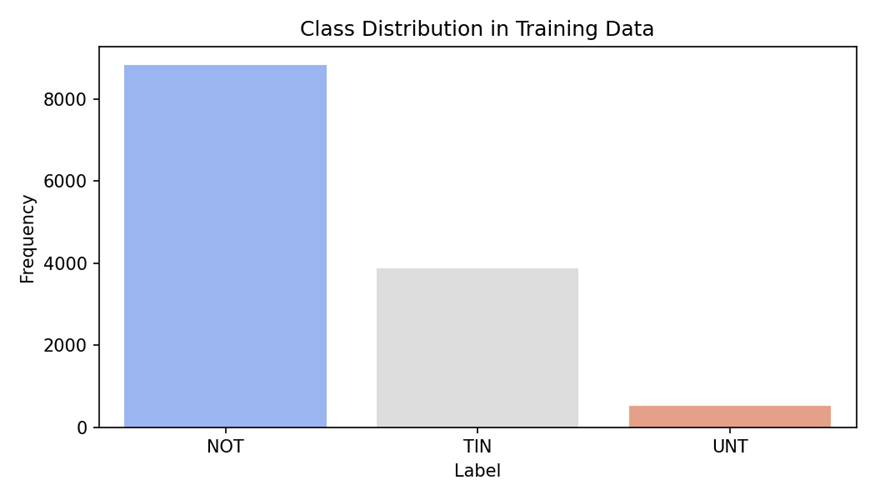 Class Distribution in Training Data
Frequency
8000
6000
4000
2000
0
NOT TIN UNT
Label